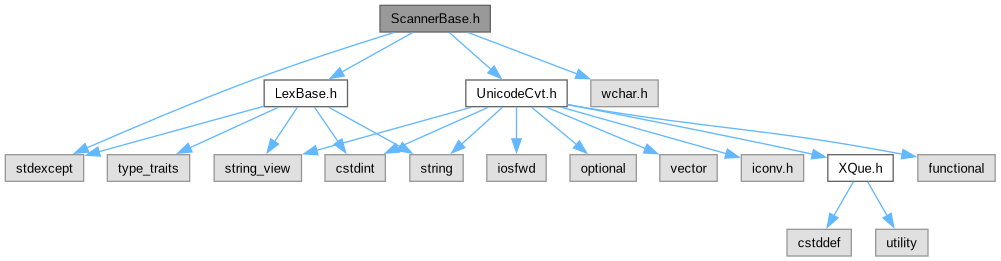 ScannerBase.h
LexBase.h
UnicodeCvt.h
wchar.h
stdexcept
type_traits
string_view
cstdint
string
iosfwd
optional
vector
iconv.h
XQue.h
functional
cstddef
utility